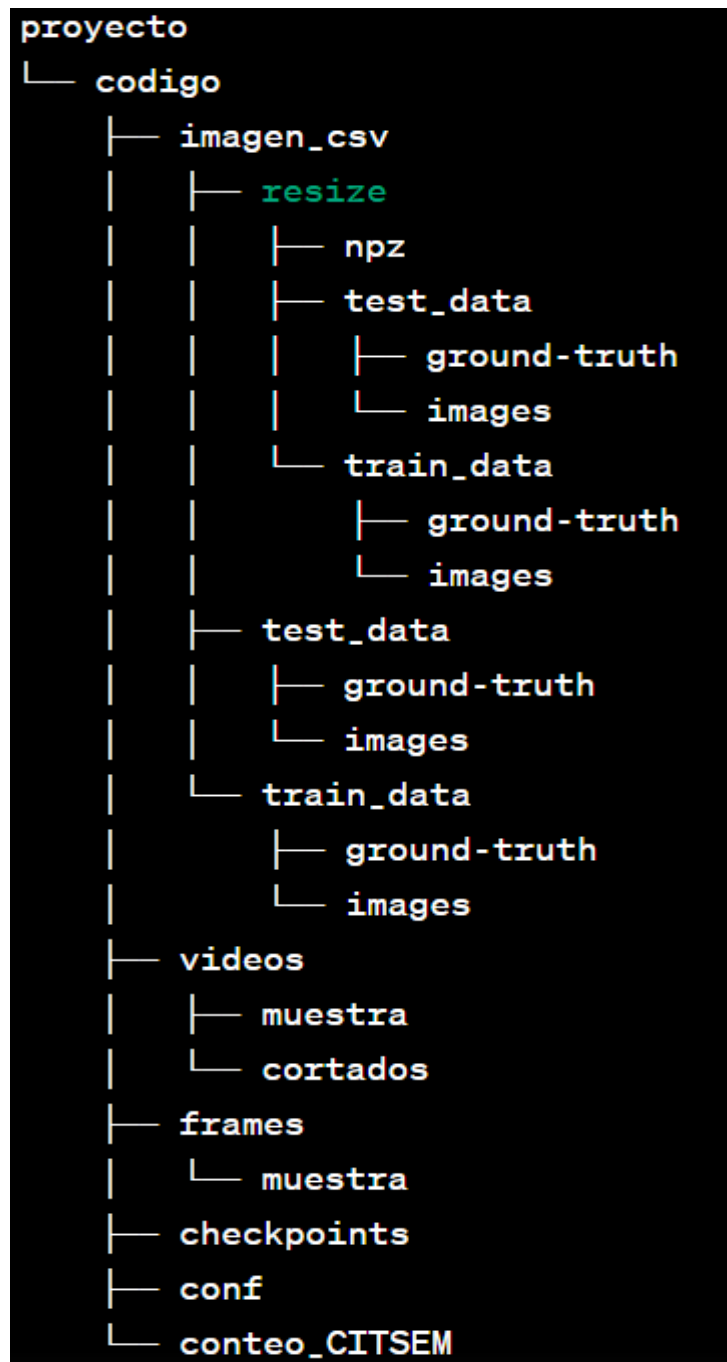 proyecto
└── codigo
    ├── imagen_csv
    │   ├── resize
    │   │   ├── npz
    │   │   ├── test_data
    │   │   │   ├── ground-truth
    │   │   │   └── images
    │   │   └── train_data
    │   │       ├── ground-truth
    │   │       └── images
    │   ├── test_data
    │   │   ├── ground-truth
    │   │   └── images
    │   └── train_data
    │       ├── ground-truth
    │       └── images
    ├── videos
    │   ├── muestra
    │   └── cortados
    ├── frames
    │   └── muestra
    ├── checkpoints
    ├── conf
    └── conteo_CITSEM